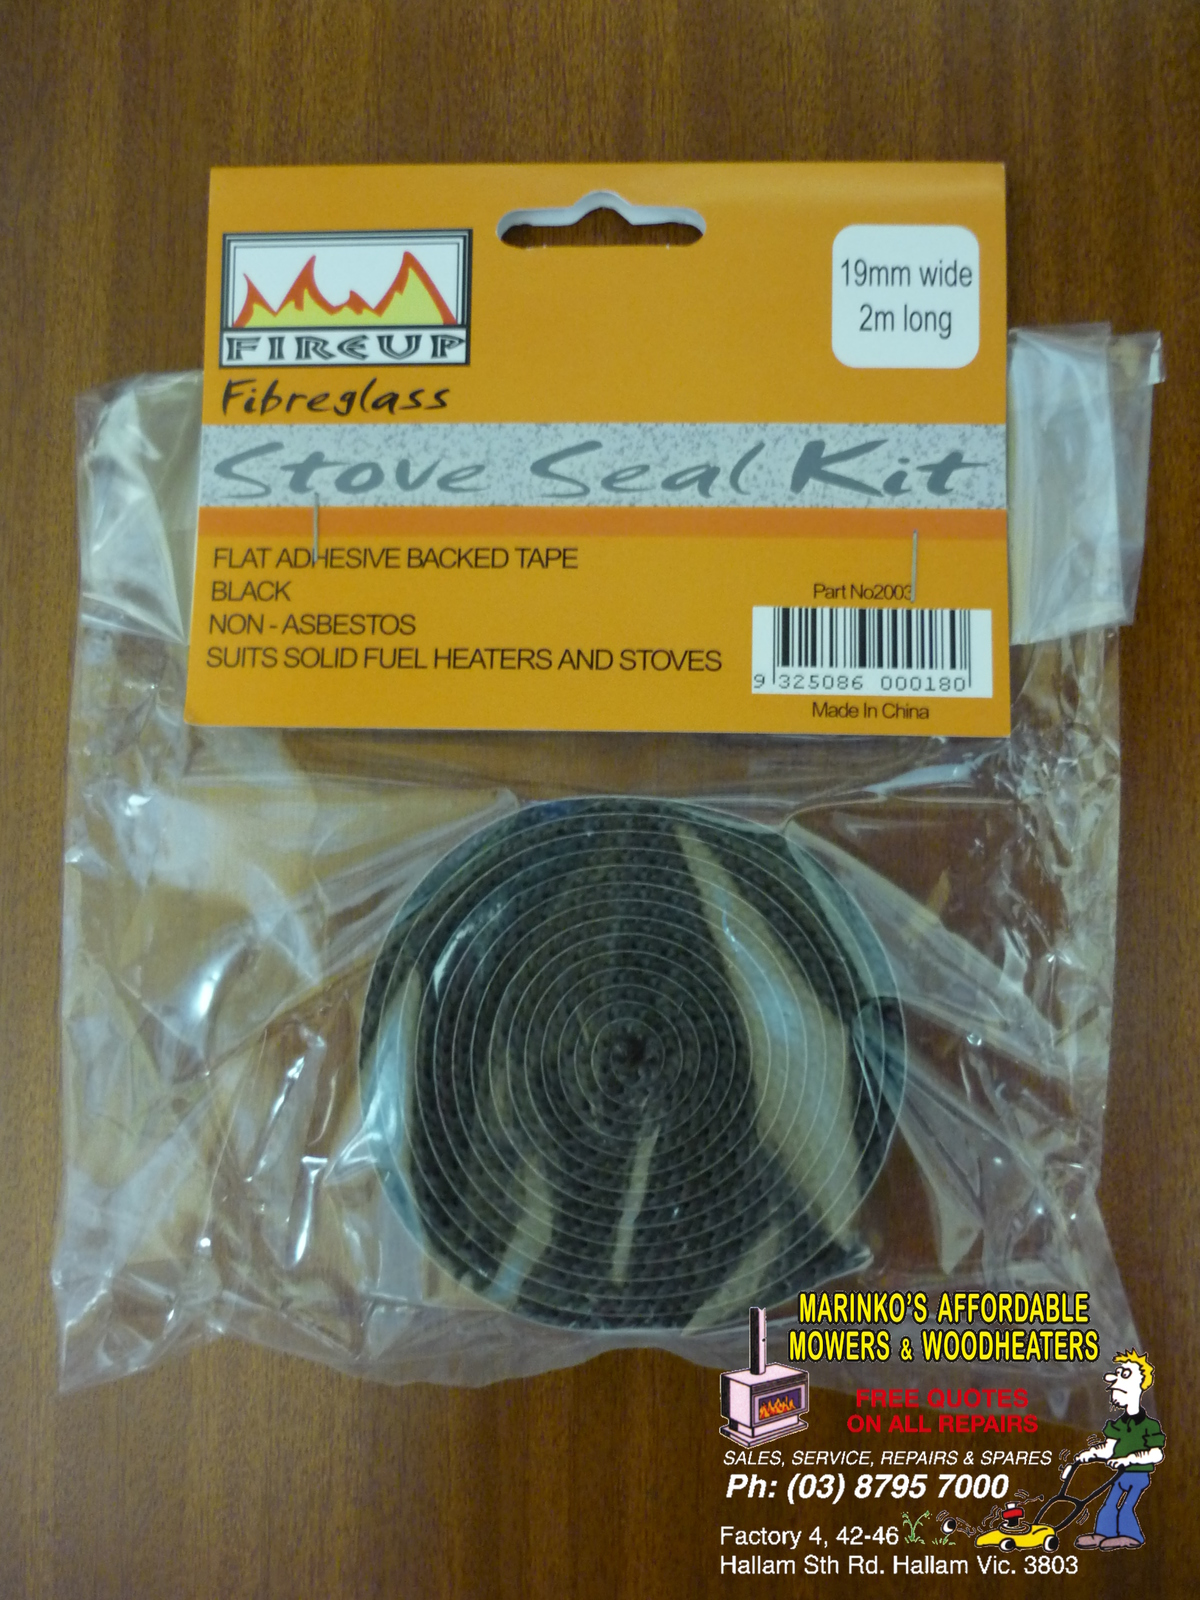 FIREUP
Fibreglass
19mm wide
2m long
Stove Seal Kit
FLAT ADHESIVE BACKED TAPE
BLACK
NON - ASBESTOS
SUITS SOLID FUEL HEATERS AND STOVES
Part No2003
9 325086 000180
Made In China
MARINKO'S AFFORDABLE
MOWERS & WOODHEATERS
FREE QUOTES
ON ALL REPAIRS
SALES, SERVICE, REPAIRS & SPARES
Ph: (03) 8795 7000
Factory 4, 42-46
Hallam Sth Rd. Hallam Vic. 3803